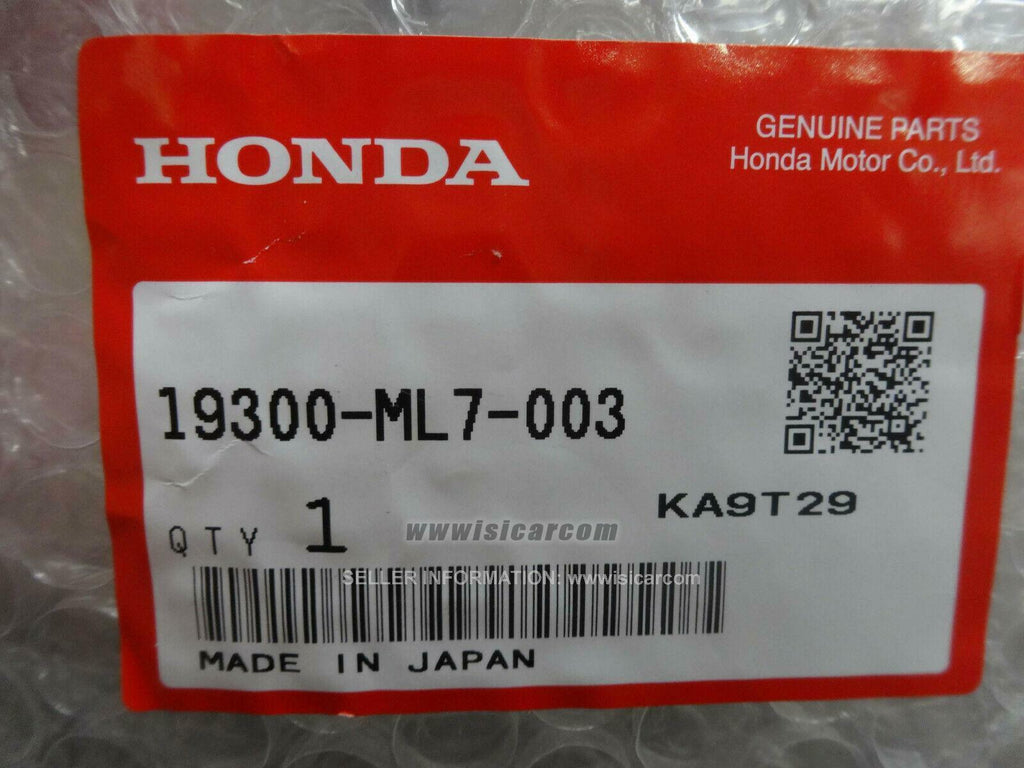 HONDA
GENUINE PARTS
Honda Motor Co., Ltd.
19300-ML7-003
KA9T29
QTY 1
wwwisicarcom
SELLER INFORMATION: wwwisicarcom
MADE IN JAPAN